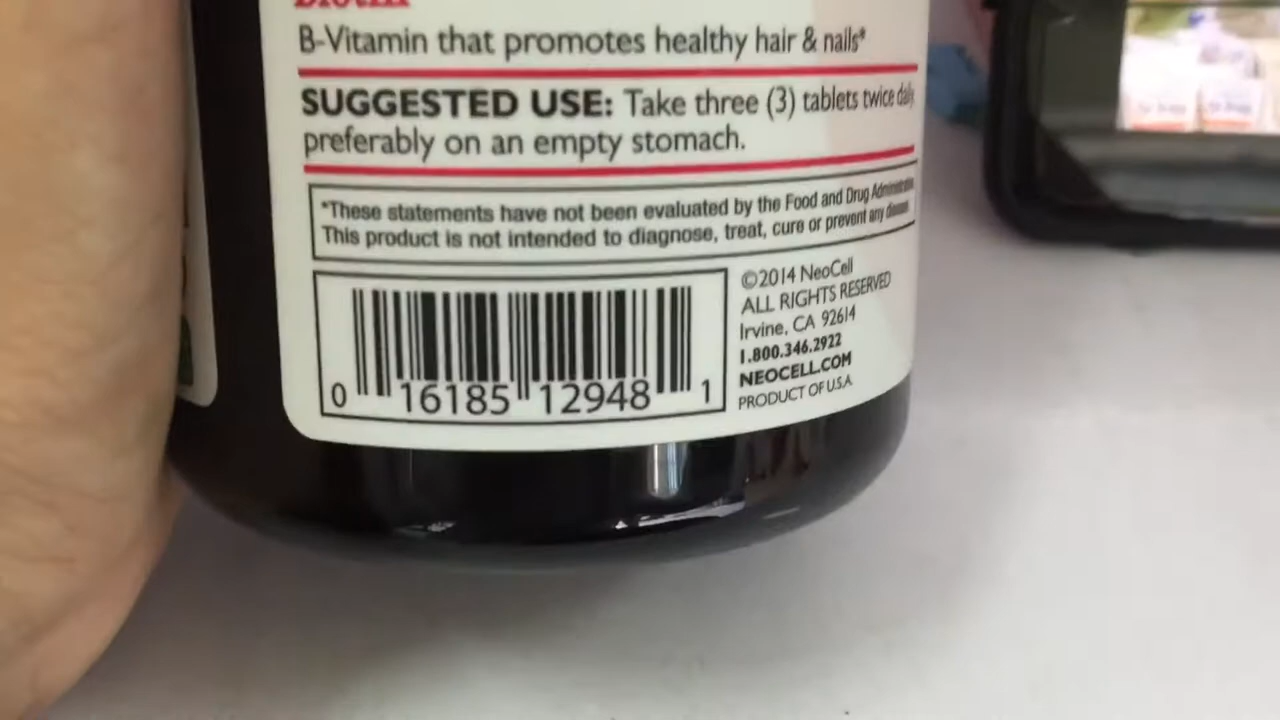 Biotin
B-Vitamin that promotes healthy hair & nails*
SUGGESTED USE: Take three (3) tablets twice daily,
preferably on an empty stomach.
*These statements have not been evaluated by the Food and Drug Administration.
This product is not intended to diagnose, treat, cure or prevent any disease.
©2014 NeoCell
ALL RIGHTS RESERVED
Irvine, CA 92614
1.800.346.2922
NEOCELL.COM
PRODUCT OF U.S.A.
0 16185 12948 1